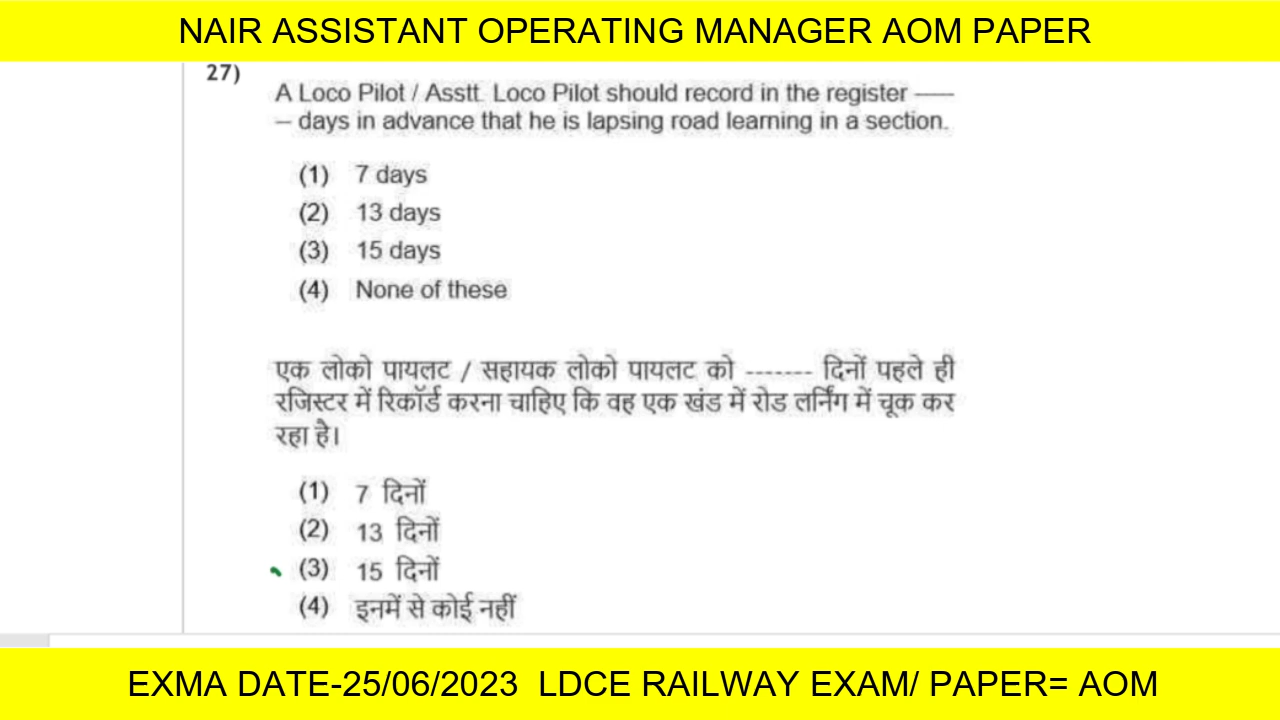 NAIR ASSISTANT OPERATING MANAGER AOM PAPER
27)
A Loco Pilot / Asstt. Loco Pilot should record in the register ——
– days in advance that he is lapsing road learning in a section.
(1) 7 days
(2) 13 days
(3) 15 days
(4) None of these
एक लोको पायलट / सहायक लोको पायलट को ------- दिनों पहले ही
रजिस्टर में रिकॉर्ड करना चाहिए कि वह एक खंड में रोड लर्निंग में चूक कर
रहा है।
(1) 7 दिनों
(2) 13 दिनों
(3) 15 दिनों
(4) इनमें से कोई नहीं
EXMA DATE-25/06/2023 LDCE RAILWAY EXAM/ PAPER= AOM